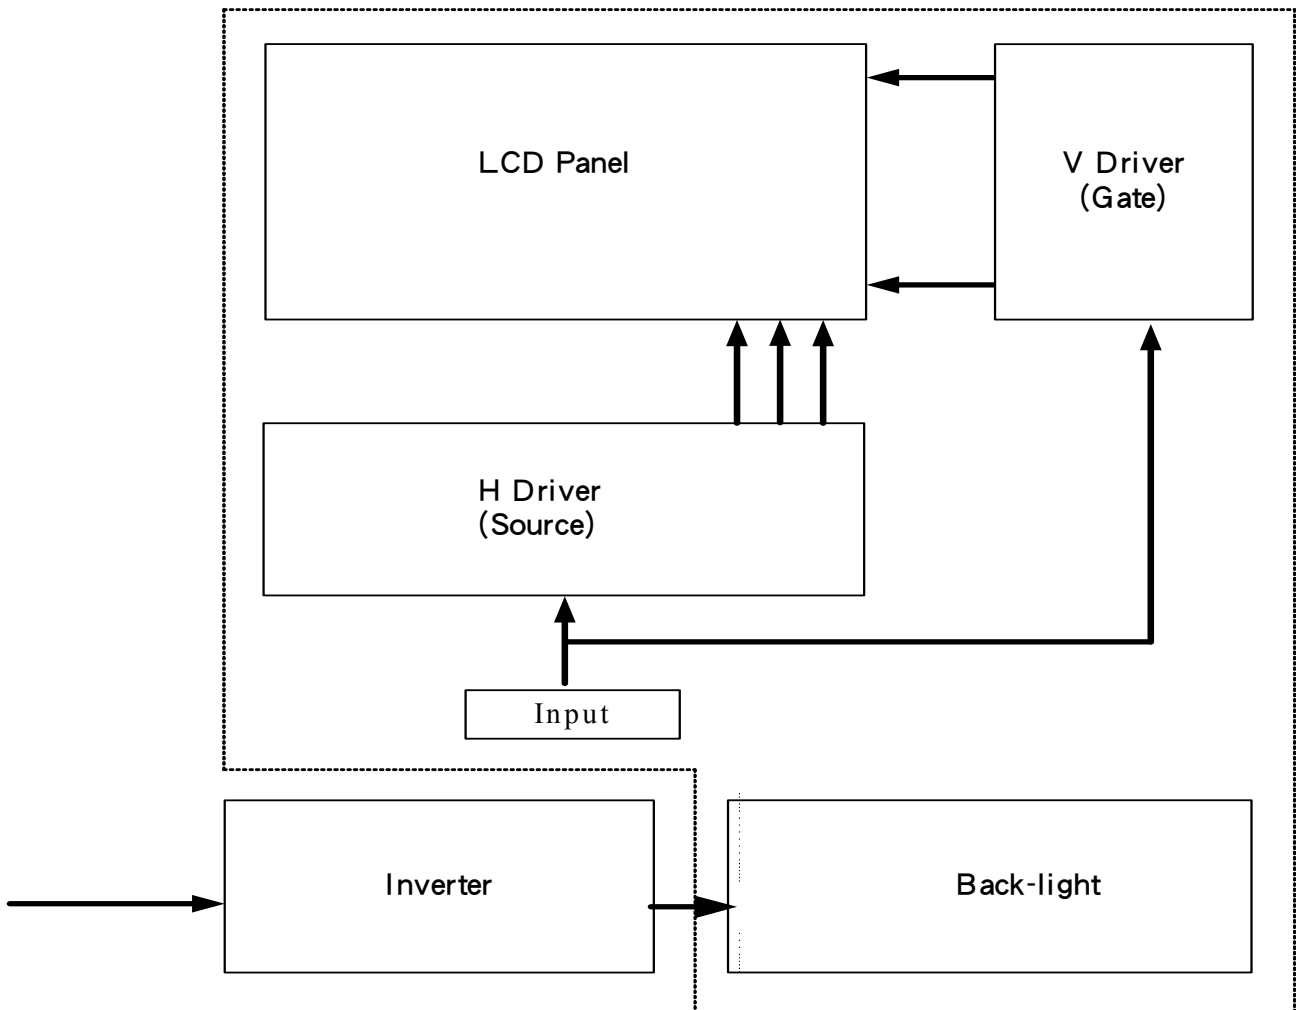 LCD Panel
V Driver
(Gate)
H Driver
(Source)
Input
Inverter
Back-light